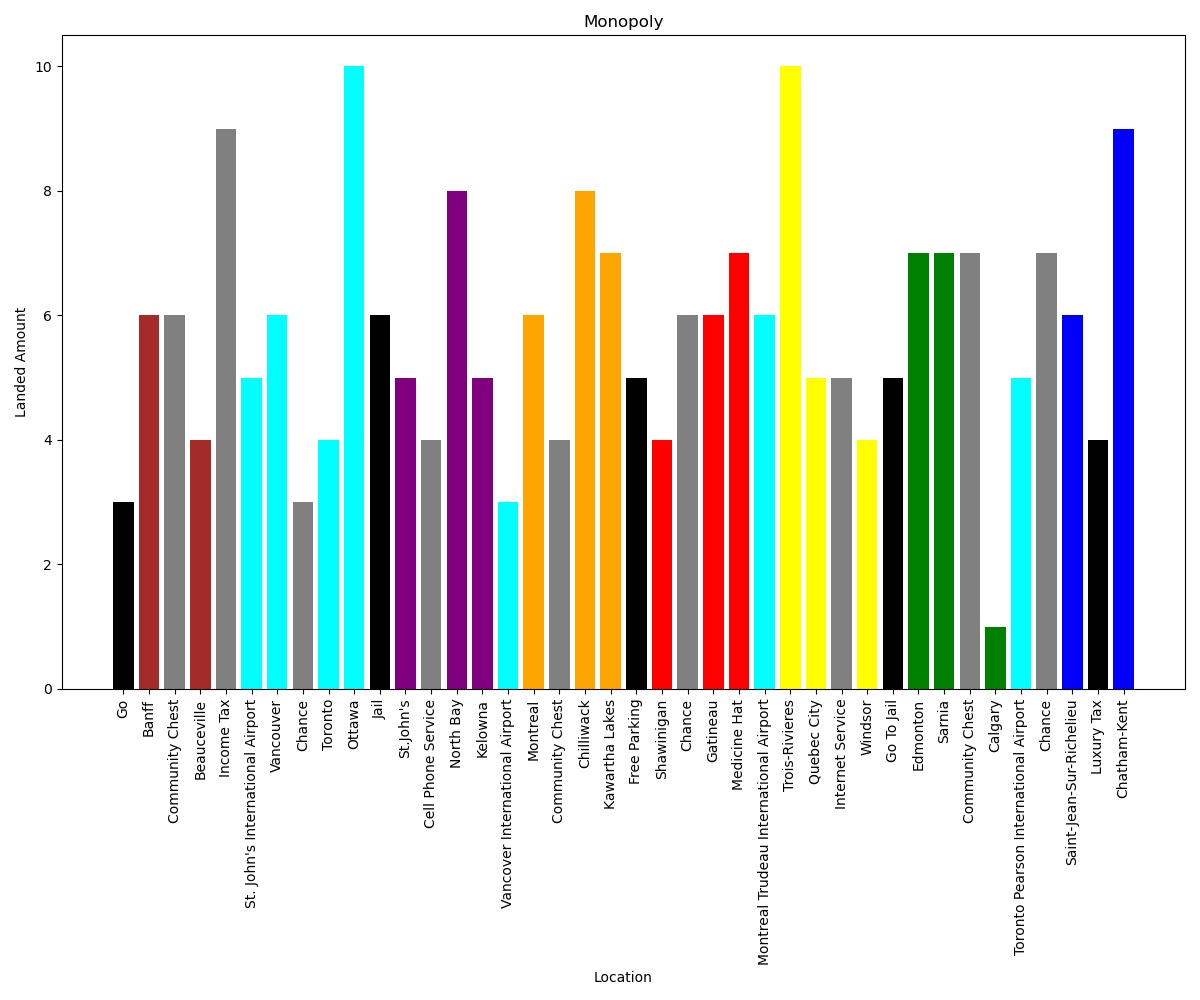 Monopoly
Landed Amount
10
8
6
4
2
0
Go
Banff
Community Chest
Beauceville
Income Tax
St. John's International Airport
Vancouver
Chance
Toronto
Ottawa
Jail
St.John's
Cell Phone Service
North Bay
Kelowna
Vancover International Airport
Montreal
Community Chest
Chilliwack
Kawartha Lakes
Free Parking
Shawinigan
Chance
Gatineau
Medicine Hat
Montreal Trudeau International Airport
Trois-Rivieres
Quebec City
Internet Service
Windsor
Go To Jail
Edmonton
Sarnia
Community Chest
Calgary
Toronto Pearson International Airport
Chance
Saint-Jean-Sur-Richelieu
Luxury Tax
Chatham-Kent
Location